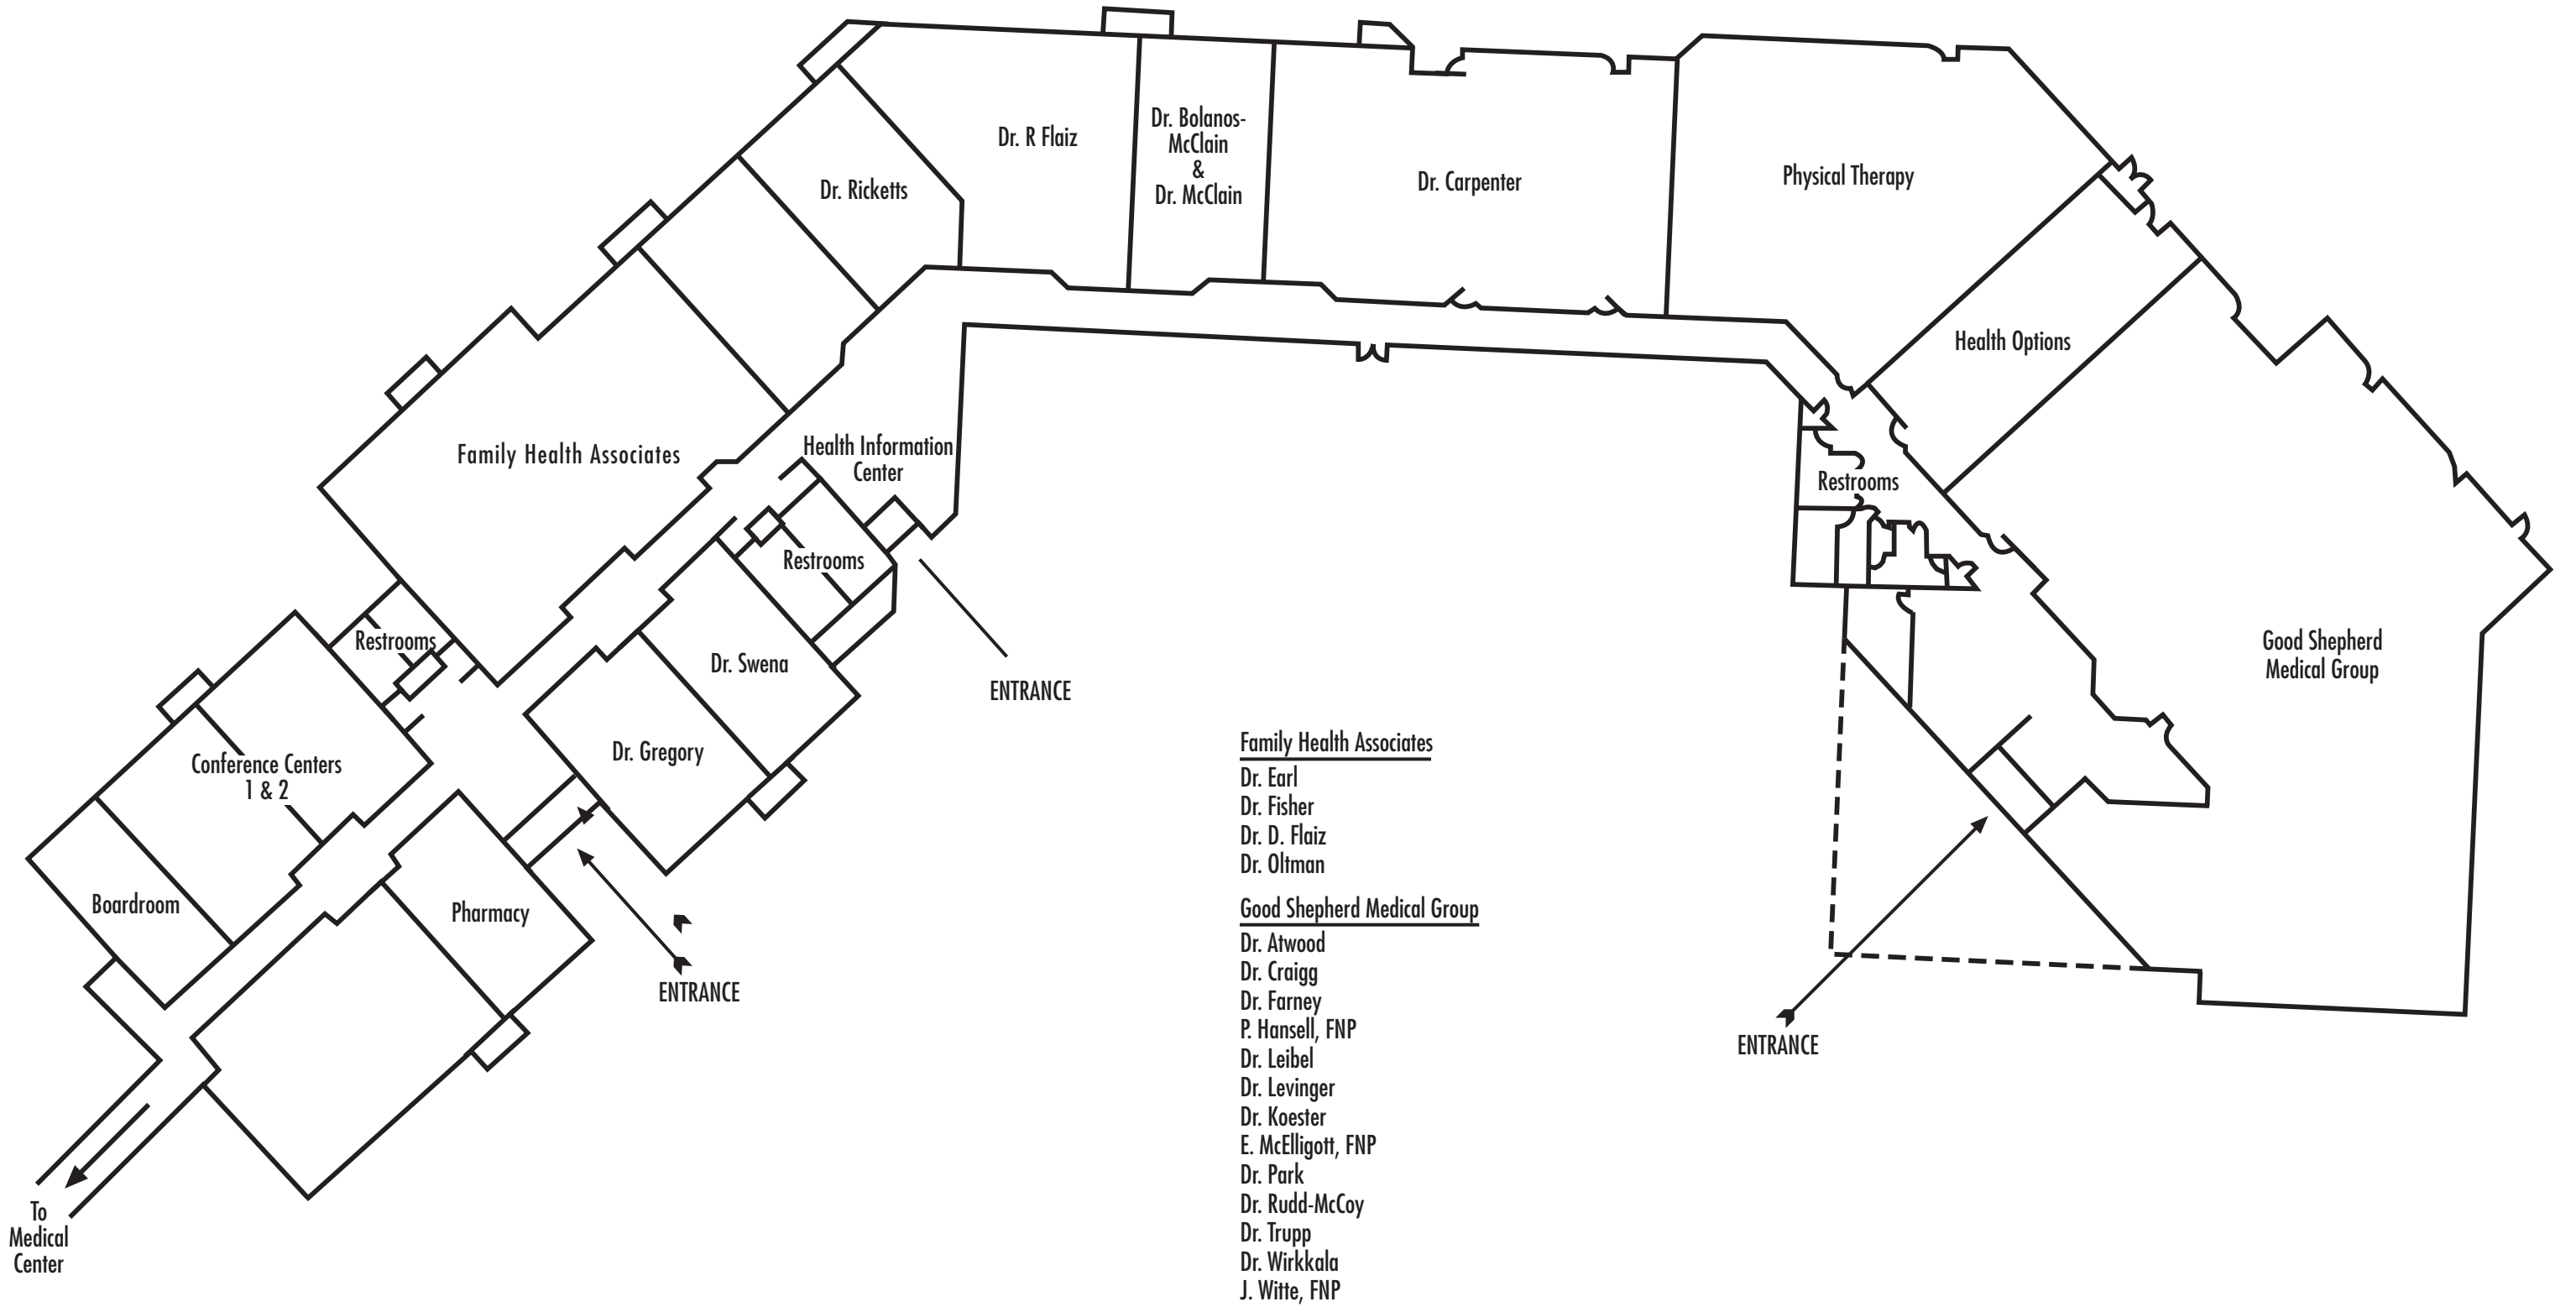 Dr. R Flaiz
Dr. Bolanos-
McClain
&
Dr. McClain
Dr. Carpenter
Physical Therapy
Dr. Ricketts
Health Options
Family Health Associates
Health Information
Center
Restrooms
Restrooms
Restrooms
Dr. Swena
ENTRANCE
Good Shepherd
Medical Group
Dr. Gregory
Conference Centers
1 & 2
Boardroom
Pharmacy
ENTRANCE
ENTRANCE
To
Medical
Center
Family Health Associates
Dr. Earl
Dr. Fisher
Dr. D. Flaiz
Dr. Oltman
Good Shepherd Medical Group
Dr. Atwood
Dr. Craigg
Dr. Farney
P. Hansell, FNP
Dr. Leibel
Dr. Levinger
Dr. Koester
E. McElligott, FNP
Dr. Park
Dr. Rudd-McCoy
Dr. Trupp
Dr. Wirkkala
J. Witte, FNP